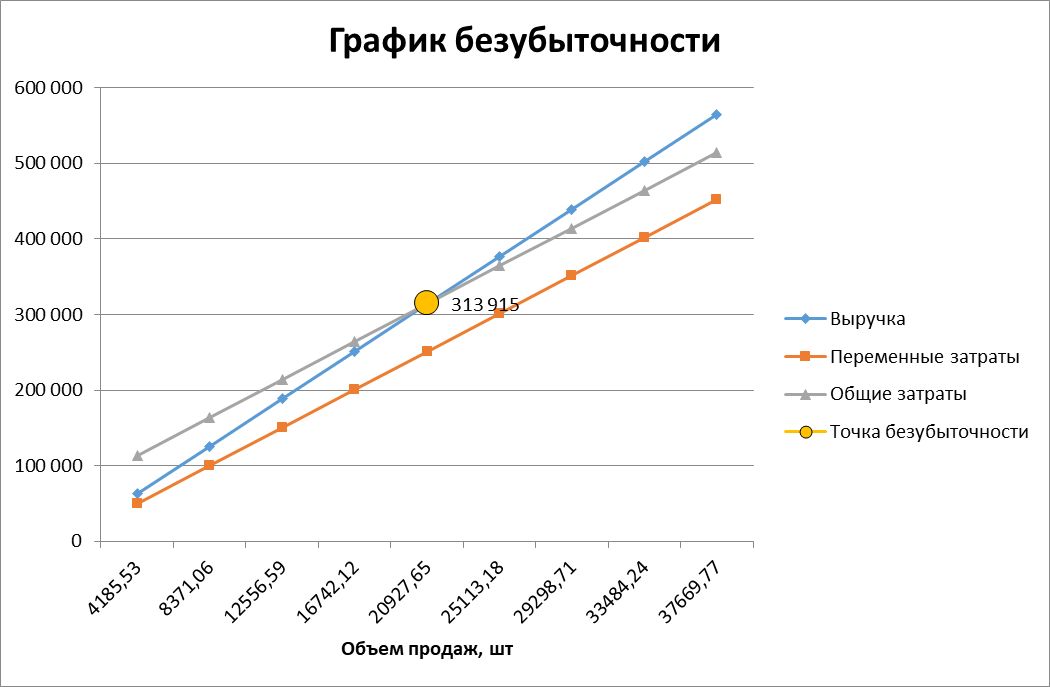 График безубыточности
600 000
500 000
400 000
300 000
200 000
100 000
0
313 915
4185,53
8371,06
12556,59
16742,12
20927,65
25113,18
29298,71
33484,24
37669,77
Объем продаж, шт
Выручка
Переменные затраты
Общие затраты
Точка безубыточности